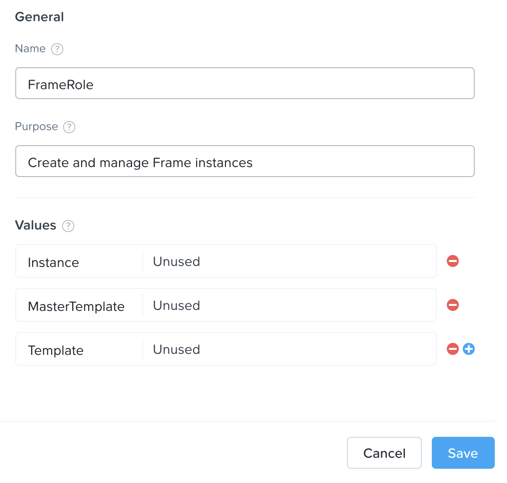 General
Name ?
FrameRole
Purpose ?
Create and manage Frame instances
Values ?
Instance Unused
MasterTemplate Unused
Template Unused
Cancel Save